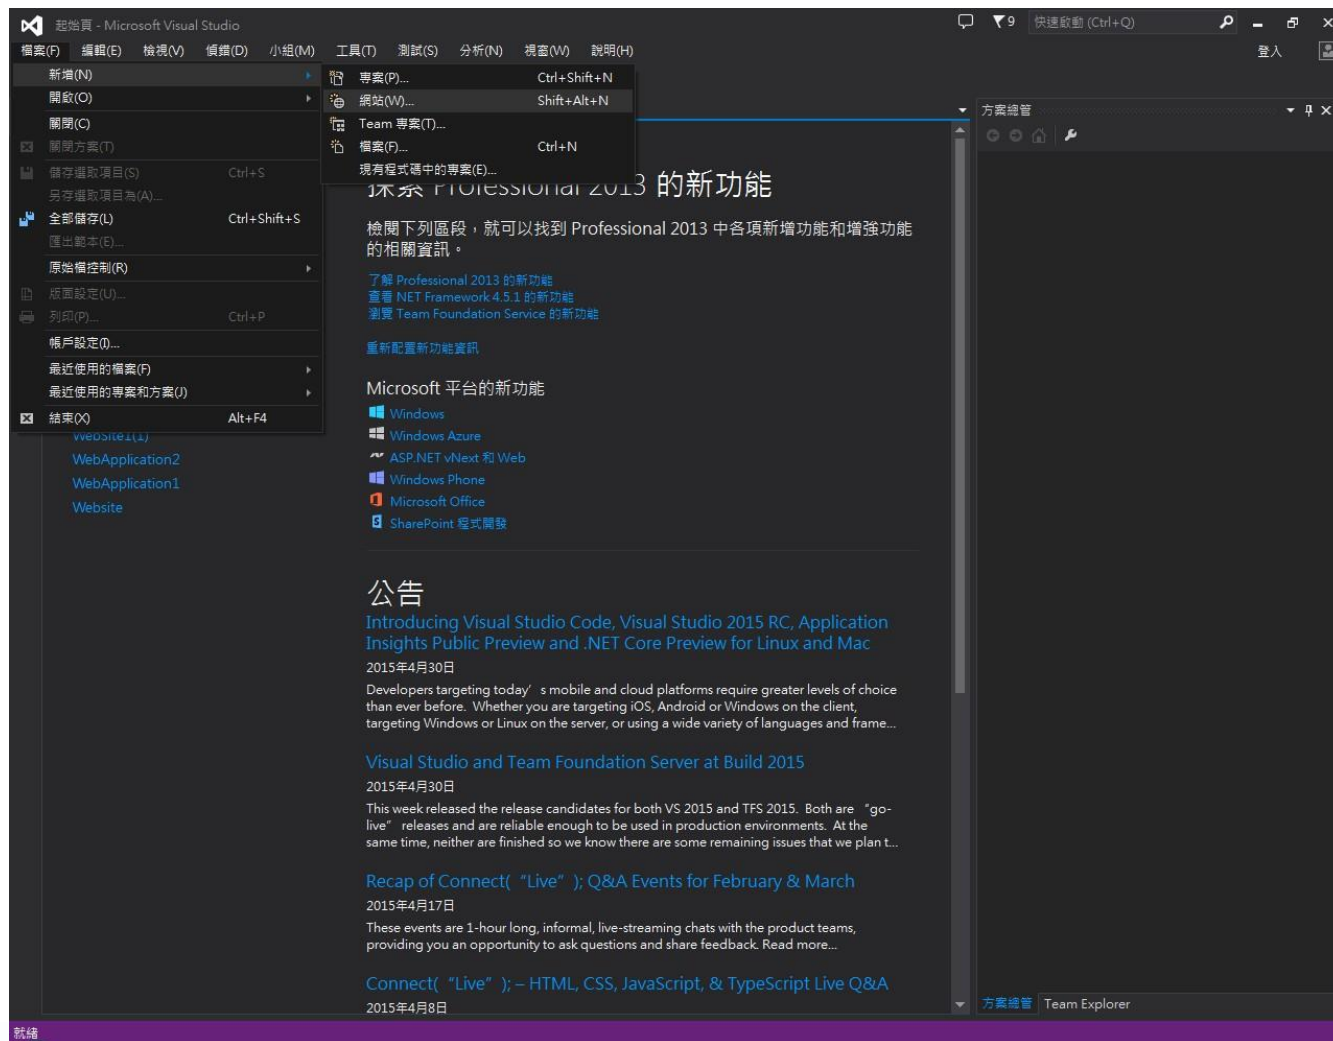 起始頁 - Microsoft Visual Studio
9
快速啟動 (Ctrl+Q)
檔案(F) 編輯(E) 檢視(V) 偵錯(D) 小組(M) 工具(T) 測試(S) 分析(N) 視窗(W) 說明(H)
登入
新增(N)
開啟(O)
關閉(C)
關閉方案(T)
儲存選取項目(S) Ctrl+S
另存選取項目為(A)...
全部儲存(L) Ctrl+Shift+S
匯出範本(E)...
原始檔控制(R)
版面設定(U)...
列印(P)... Ctrl+P
帳戶設定(I)...
最近使用的檔案(F)
最近使用的專案和方案(J)
結束(X) Alt+F4
專案(P)... Ctrl+Shift+N
網站(W)... Shift+Alt+N
Team 專案(T)...
檔案(F)... Ctrl+N
現有程式碼中的專案(E)...
WebSite1(1)
WebApplication2
WebApplication1
Website
探索 Professional 2013 的新功能
檢閱下列區段，就可以找到 Professional 2013 中各項新增功能和增強功能
的相關資訊。
了解 Professional 2013 的新功能
查看 NET Framework 4.5.1 的新功能
瀏覽 Team Foundation Service 的新功能
重新配置新功能資訊
Microsoft 平台的新功能
Windows
Windows Azure
ASP.NET vNext 和 Web
Windows Phone
Microsoft Office
SharePoint 程式開發
公告
Introducing Visual Studio Code, Visual Studio 2015 RC, Application
Insights Public Preview and .NET Core Preview for Linux and Mac
2015年4月30日
Developers targeting today’s mobile and cloud platforms require greater levels of choice
than ever before. Whether you are targeting iOS, Android or Windows on the client,
targeting Windows or Linux on the server, or using a wide variety of languages and frame...
Visual Studio and Team Foundation Server at Build 2015
2015年4月30日
This week released the release candidates for both VS 2015 and TFS 2015. Both are “go-
live” releases and are reliable enough to be used in production environments. At the
same time, neither are finished so we know there are some remaining issues that we plan t...
Recap of Connect(“Live”); Q&A Events for February & March
2015年4月17日
These events are 1-hour long, informal, live-streaming chats with the product teams,
providing you an opportunity to ask questions and share feedback. Read more...
Connect(“Live”); – HTML, CSS, JavaScript, & TypeScript Live Q&A
2015年4月8日
方案總管
方案總管 Team Explorer
就緒